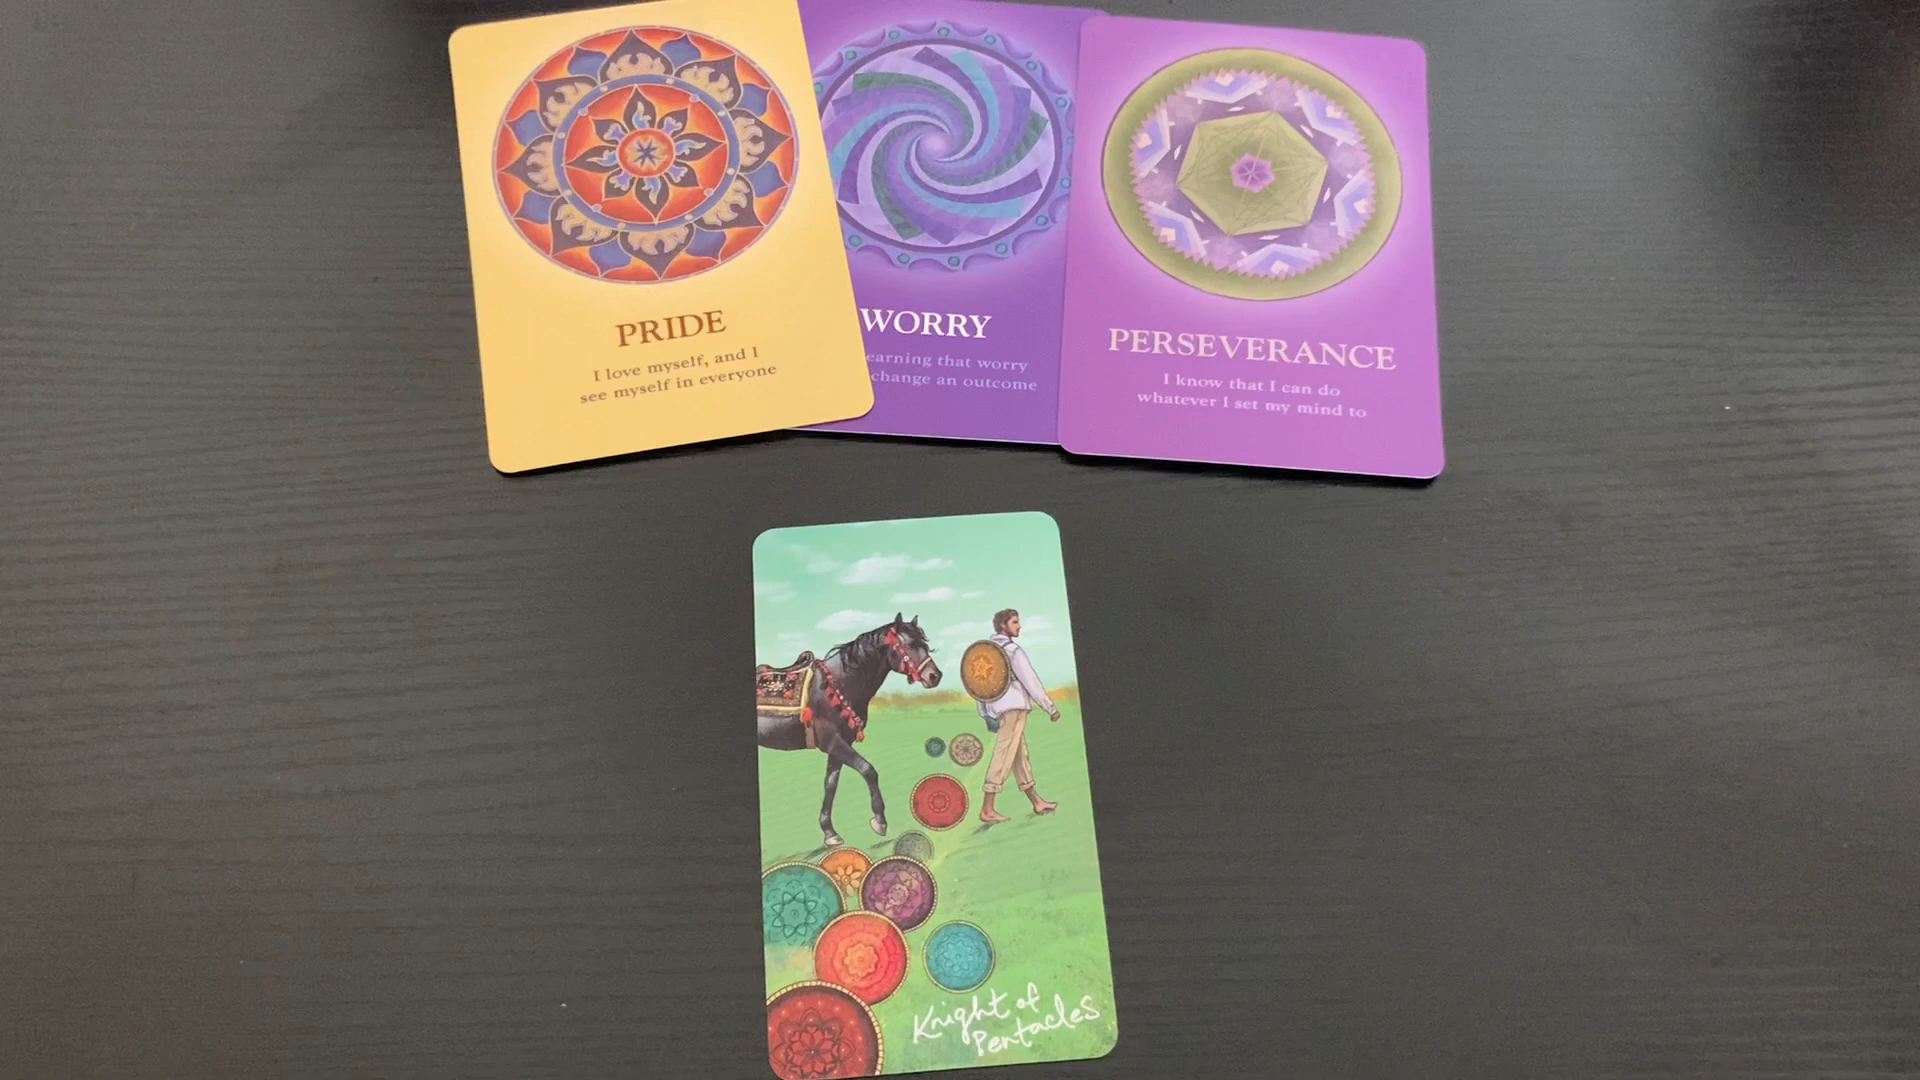 PRIDE
I love myself, and I
see myself in everyone
WORRY
earning that worry
change an outcome
PERSEVERANCE
I know that I can do
whatever I set my mind to
Knight of
Pentacles